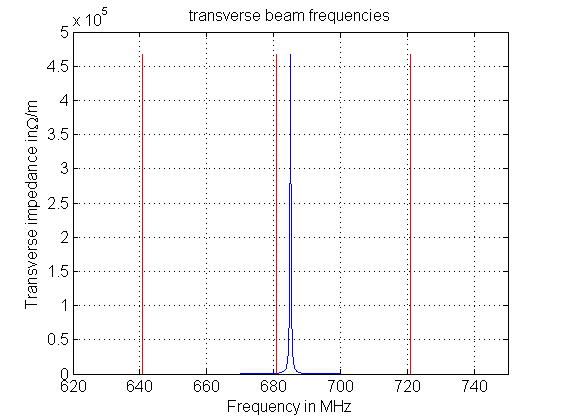 transverse beam frequencies
x 10^5
5
4.5
4
3.5
3
2.5
2
1.5
1
0.5
0
Transverse impedance inΩ/m
620 640 660 680 700 720 740
Frequency in MHz